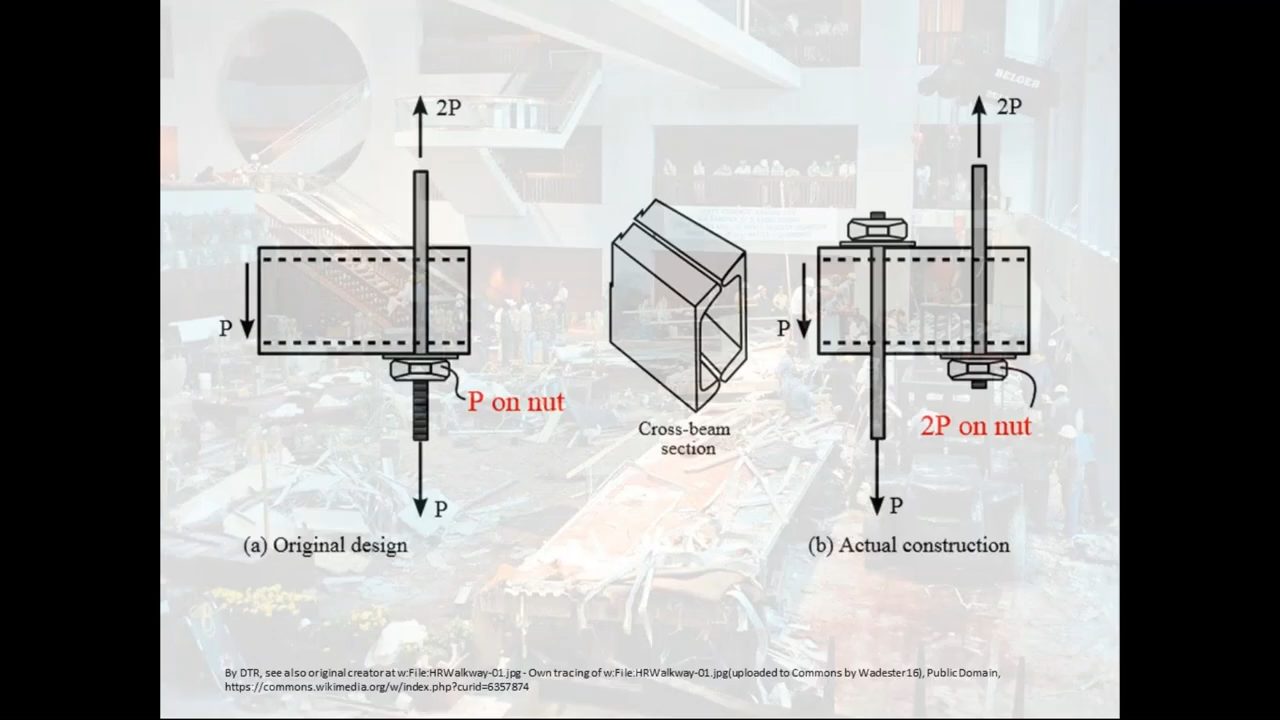 2P
2P
BELGER
P
P
P on nut
2P on nut
Cross-beam
section
P
P
(a) Original design
(b) Actual construction
By DTR, see also original creator at w:File:HRWalkway-01.jpg - Own tracing of w:File:HRWalkway-01.jpg(uploaded to Commons by Wadester16), Public Domain,
https://commons.wikimedia.org/w/index.php?curid=6357874